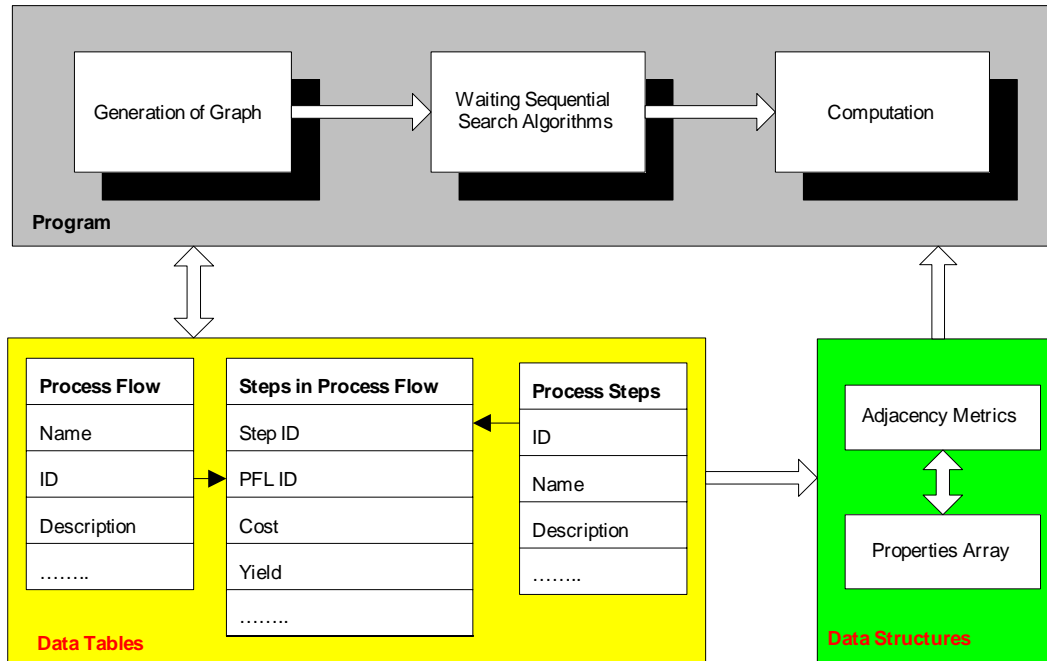 Generation of Graph
Waiting Sequential
Search Algorithms
Computation
Program
Process Flow
Name
ID
Description
........
Steps in Process Flow
Step ID
PFL ID
Cost
Yield
........
Process Steps
ID
Name
Description
........
Data Tables
Adjacency Metrics
Properties Array
Data Structures